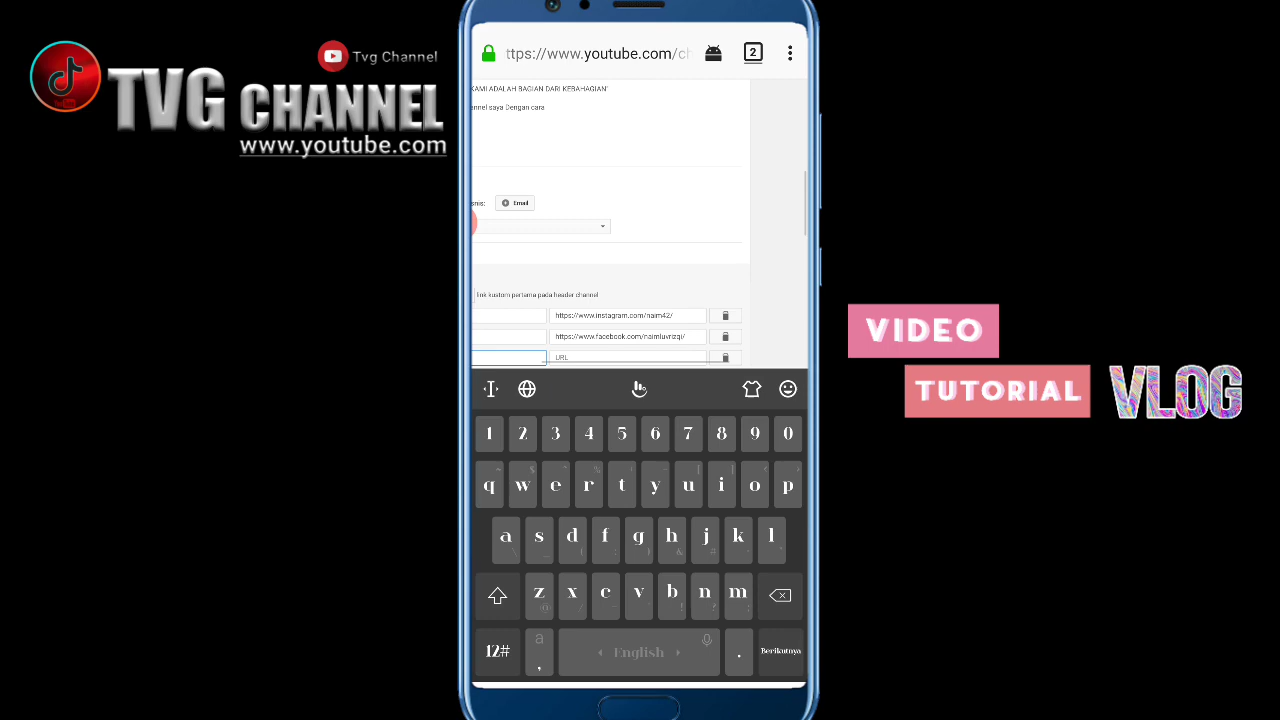 Tvg Channel
TVG CHANNEL
www.youtube.com
ttps://www.youtube.com/ch
2
KAMI ADALAH BAGIAN DARI KEBAHAGIAN"
nnel saya Dengan cara
snis:
Email
link kustom pertama pada header channel
https://www.instagram.com/naim42/
https://www.facebook.com/naimluvrizqi/
URL
1 2 3 4 5 6 7 8 9 0
q w e r t y u i o p
a s d f g h j k l
z x c v b n m
12# a , English . Berikutnya
VIDEO
TUTORIAL
VLOG